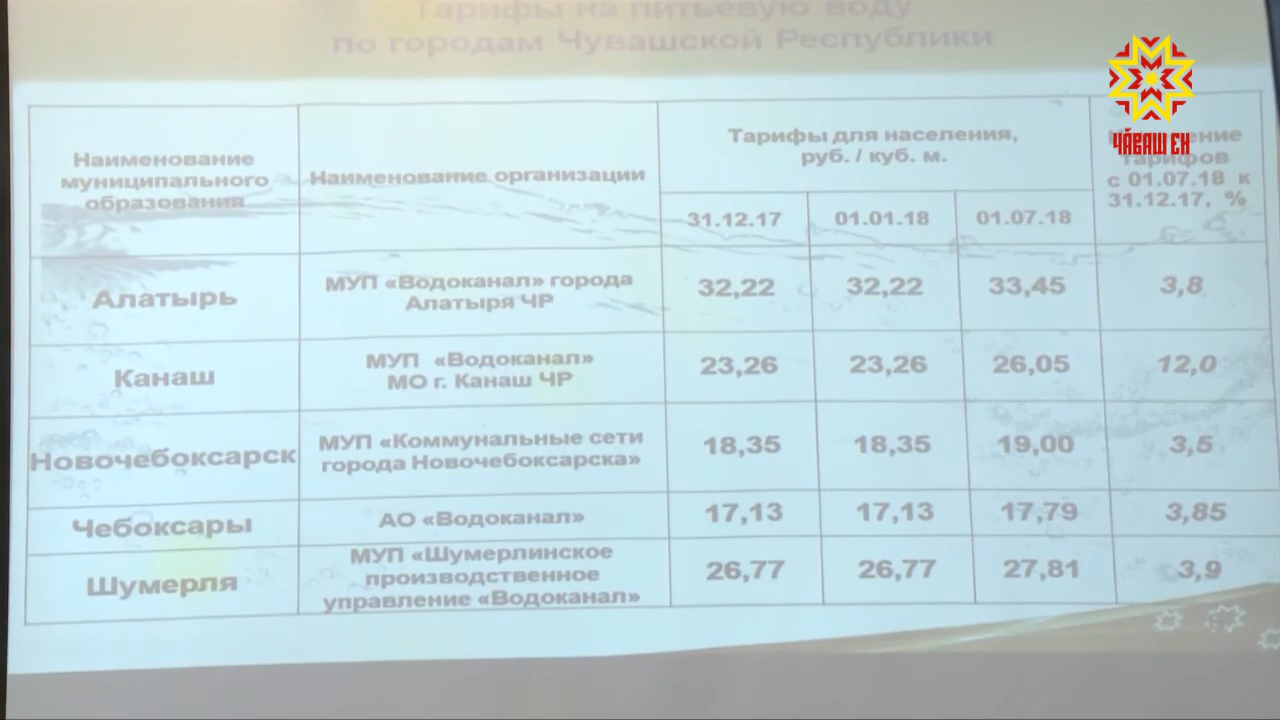 Тарифы на питьевую воду
по городам Чувашской Республики
ЧӐВАШ ЕН
Наименование
муниципального
образования
Наименование организации
Тарифы для населения,
руб. / куб. м.
тарифов
с 01.07.18 к
31.12.17, %
31.12.17
01.01.18
01.07.18
Алатырь
МУП «Водоканал» города
Алатыря ЧР
32,22
32,22
33,45
3,8
Канаш
МУП «Водоканал»
МО г. Канаш ЧР
23,26
23,26
26,05
12,0
Новочебоксарск
МУП «Коммунальные сети
города Новочебоксарска»
18,35
18,35
19,00
3,5
Чебоксары
АО «Водоканал»
17,13
17,13
17,79
3,85
Шумерля
МУП «Шумерлинское
производственное
управление «Водоканал»
26,77
26,77
27,81
3,9